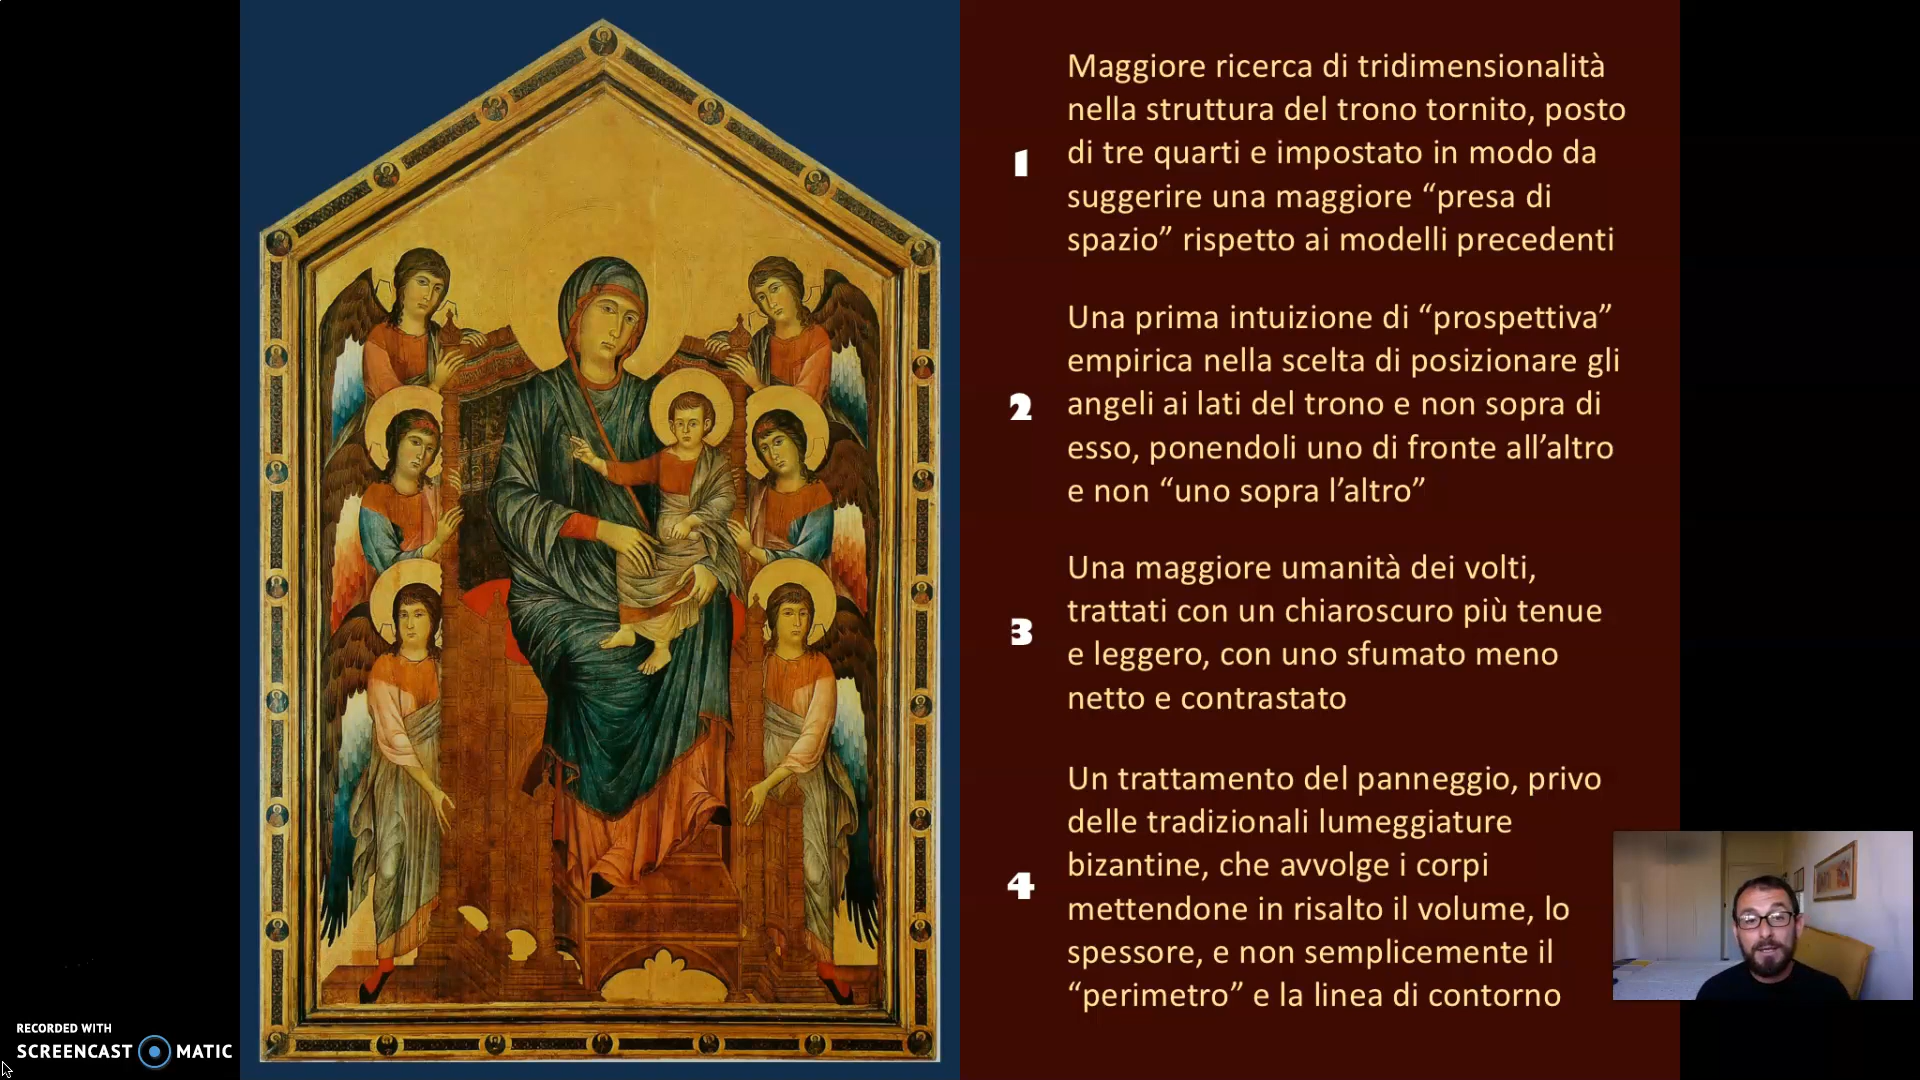 Maggiore ricerca di tridimensionalità
nella struttura del trono tornito, posto
di tre quarti e impostato in modo da
1
suggerire una maggiore “presa di
spazio” rispetto ai modelli precedenti
Una prima intuizione di “prospettiva”
empirica nella scelta di posizionare gli
2
angeli ai lati del trono e non sopra di
esso, ponendoli uno di fronte all’altro
e non “uno sopra l’altro”
Una maggiore umanità dei volti,
trattati con un chiaroscuro più tenue
3
e leggero, con uno sfumato meno
netto e contrastato
Un trattamento del panneggio, privo
delle tradizionali lumeggiature
bizantine, che avvolge i corpi
4
mettendone in risalto il volume, lo
spessore, e non semplicemente il
“perimetro” e la linea di contorno
RECORDED WITH
SCREENCAST MATIC